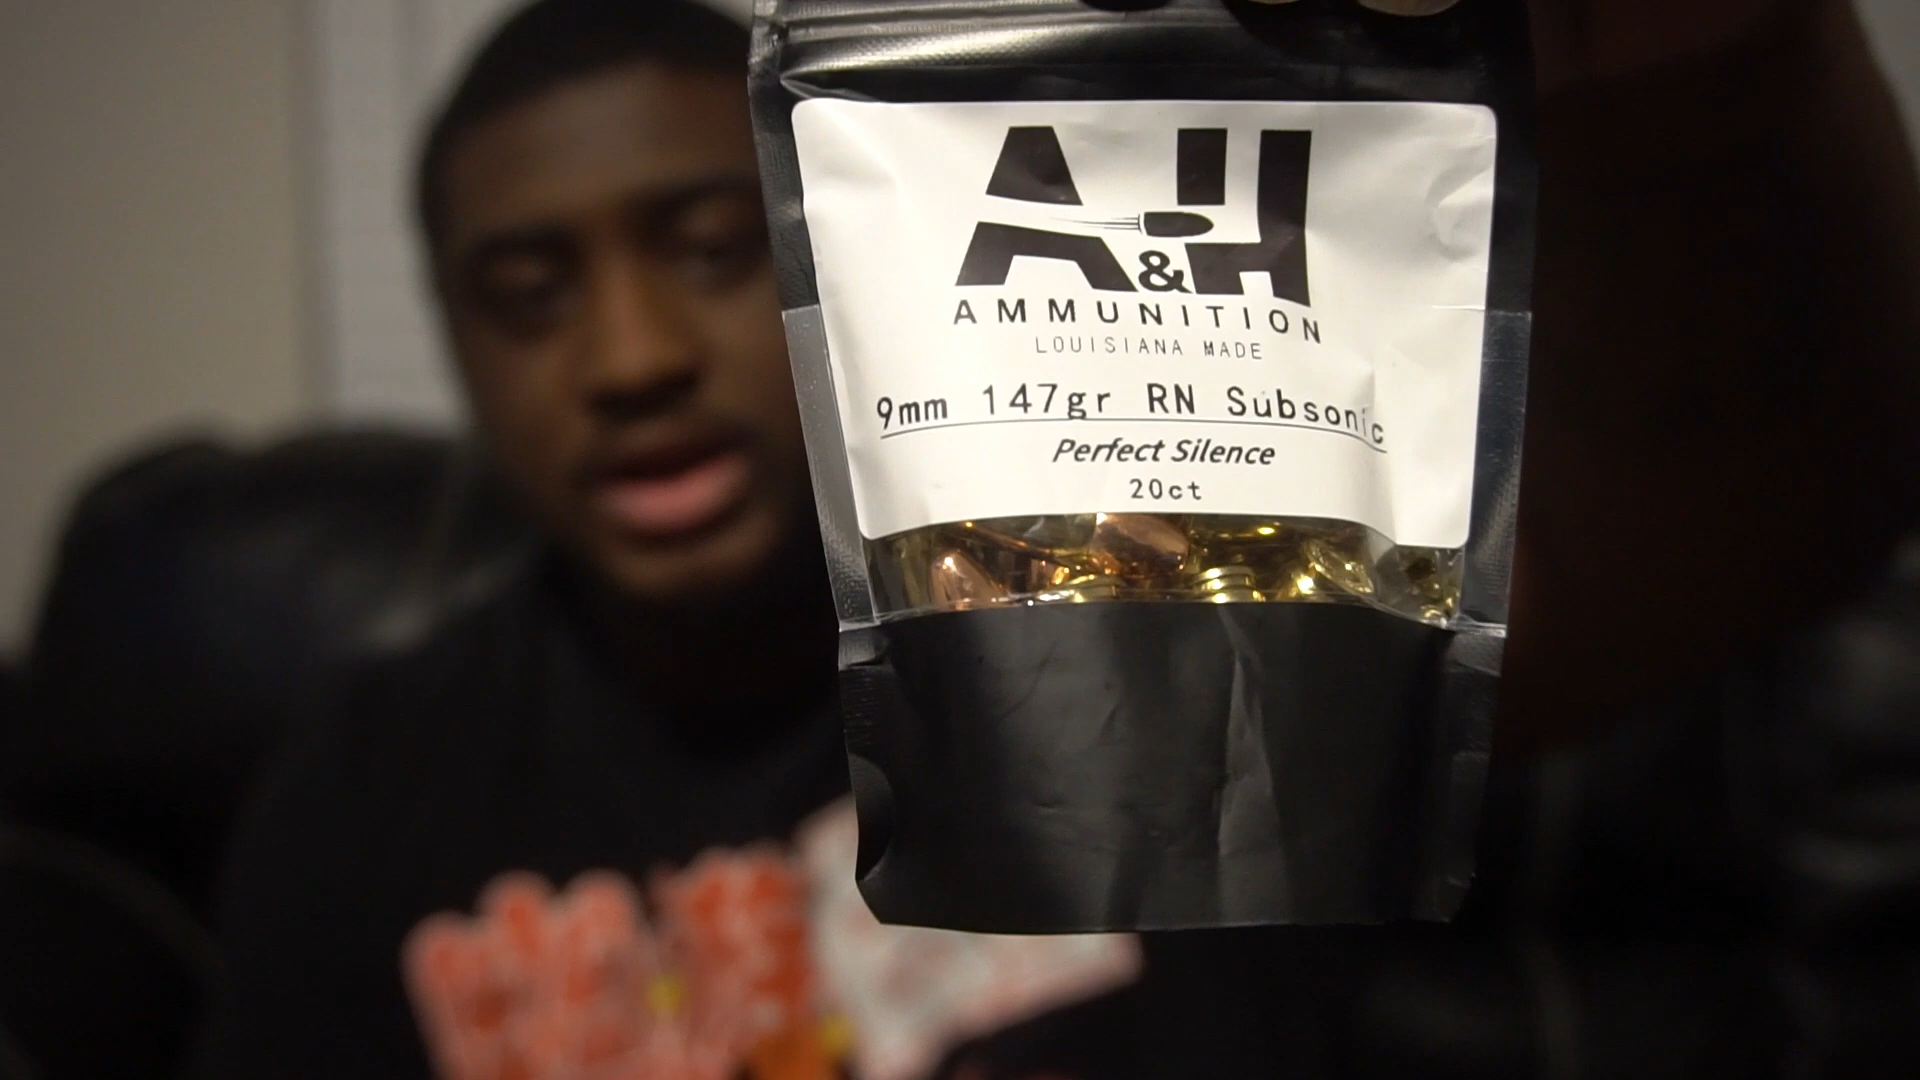 A&H
AMMUNITION
LOUISIANA MADE
9mm 147gr RN Subsonic
Perfect Silence
20ct